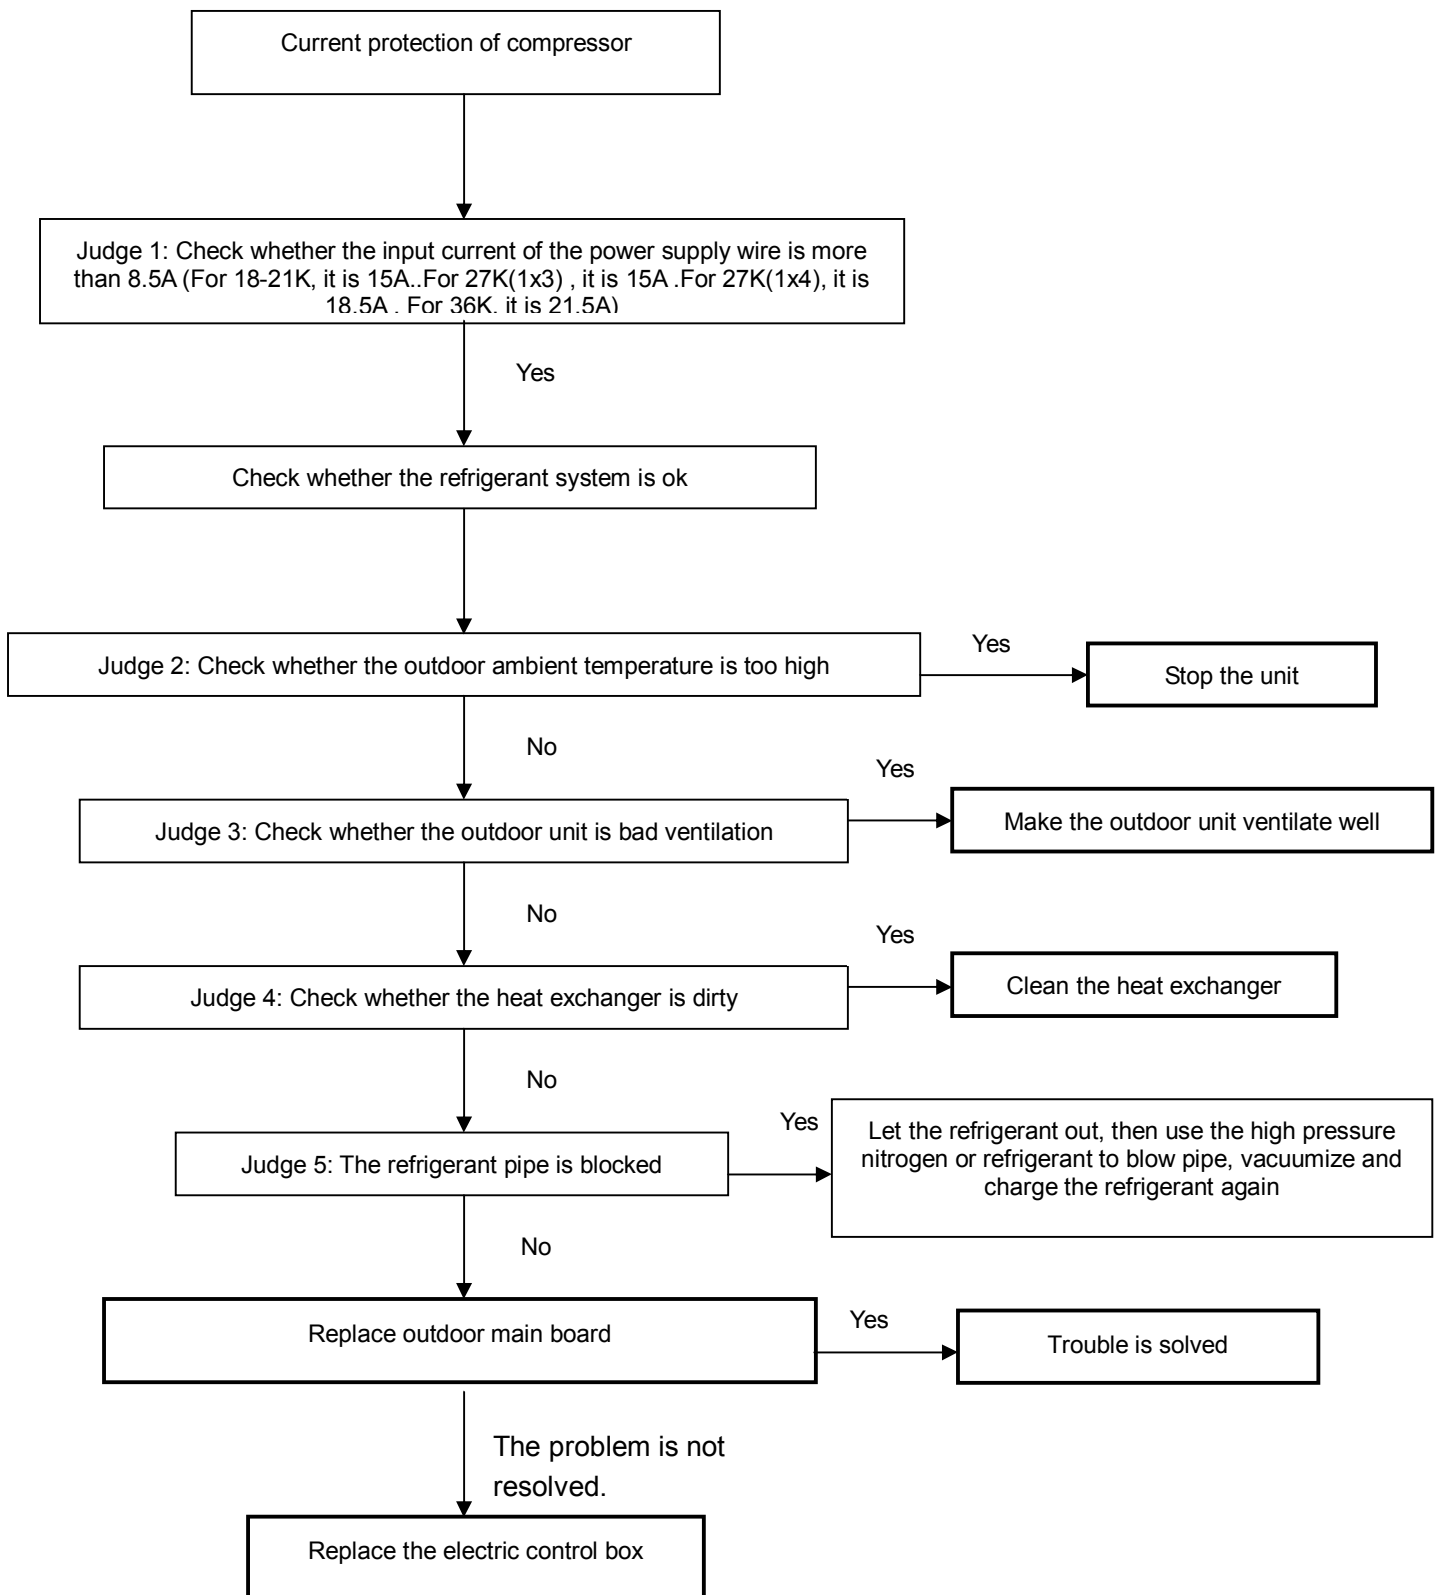 Current protection of compressor
Judge 1: Check whether the input current of the power supply wire is more
than 8.5A (For 18-21K, it is 15A..For 27K(1x3) , it is 15A .For 27K(1x4), it is
18.5A . For 36K, it is 21.5A)
Yes
Check whether the refrigerant system is ok
Judge 2: Check whether the outdoor ambient temperature is too high
Yes
Stop the unit
No
Judge 3: Check whether the outdoor unit is bad ventilation
Yes
Make the outdoor unit ventilate well
No
Judge 4: Check whether the heat exchanger is dirty
Yes
Clean the heat exchanger
No
Judge 5: The refrigerant pipe is blocked
Yes
Let the refrigerant out, then use the high pressure
nitrogen or refrigerant to blow pipe, vacuumize and
charge the refrigerant again
No
Replace outdoor main board
Yes
Trouble is solved
The problem is not
resolved.
Replace the electric control box